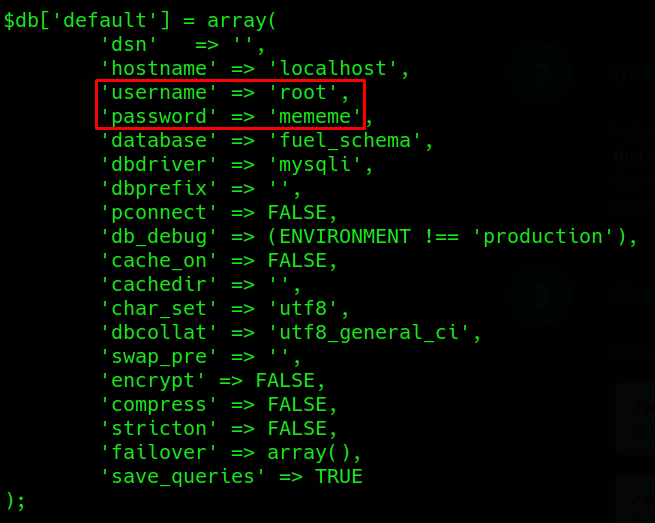 $db['default'] = array(
        'dsn'   => '',
        'hostname' => 'localhost',
        'username' => 'root',
        'password' => 'mememe',
        'database' => 'fuel_schema',
        'dbdriver' => 'mysqli',
        'dbprefix' => '',
        'pconnect' => FALSE,
        'db_debug' => (ENVIRONMENT !== 'production'),
        'cache_on' => FALSE,
        'cachedir' => '',
        'char_set' => 'utf8',
        'dbcollat' => 'utf8_general_ci',
        'swap_pre' => '',
        'encrypt' => FALSE,
        'compress' => FALSE,
        'stricton' => FALSE,
        'failover' => array(),
        'save_queries' => TRUE
);
2
3